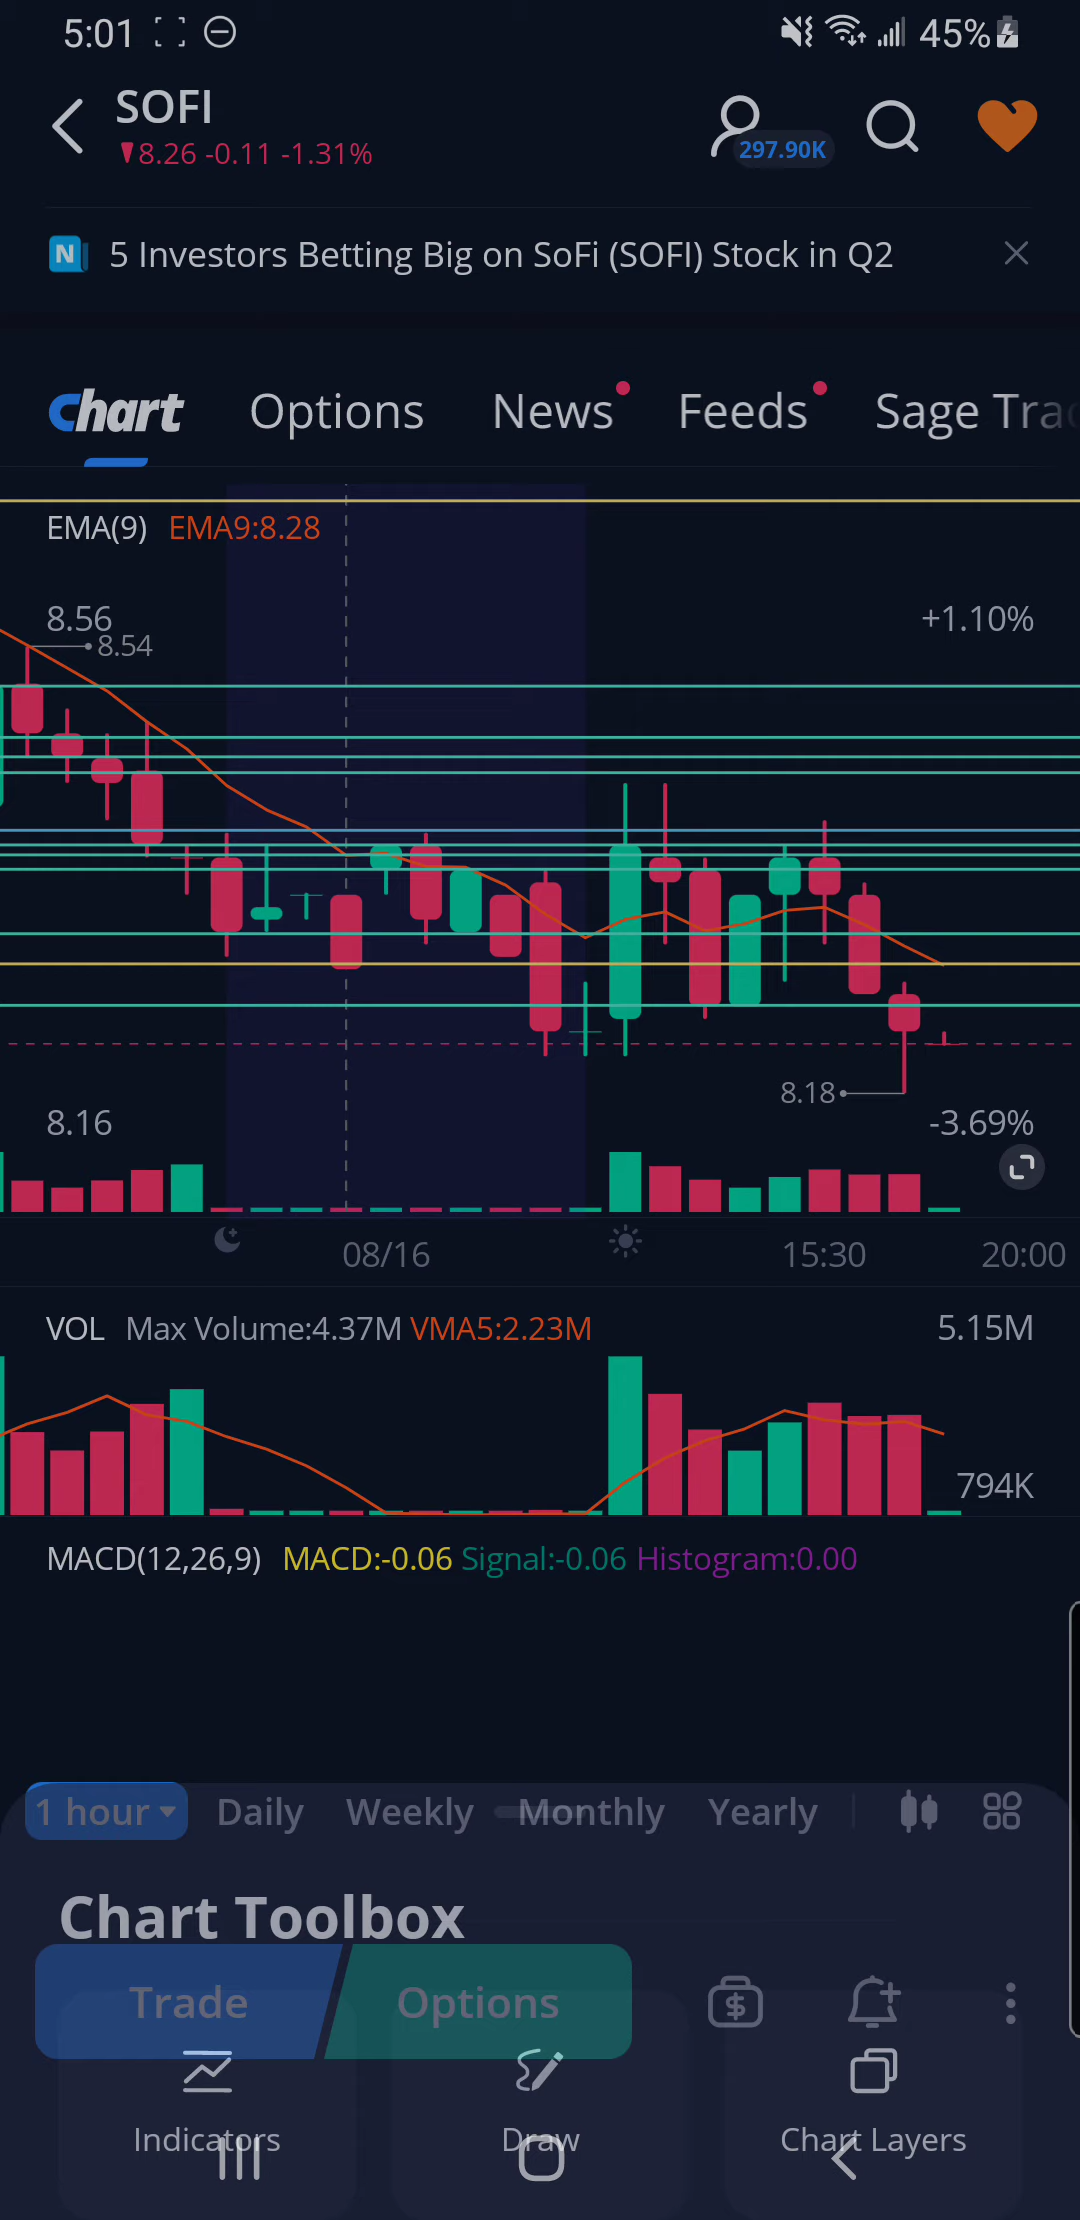 5:01 45%
SOFI
8.26 -0.11 -1.31%
297.90K
N 5 Investors Betting Big on SoFi (SOFI) Stock in Q2
Chart Options News Feeds Sage Trac
EMA(9) EMA9:8.28
8.56 +1.10%
8.54
8.18
8.16 -3.69%
08/16 15:30 20:00
VOL Max Volume:4.37M VMA5:2.23M 5.15M
794K
MACD(12,26,9) MACD:-0.06 Signal:-0.06 Histogram:0.00
1 hour Daily Weekly Monthly Yearly
Chart Toolbox
Trade Options
Indicators Draw Chart Layers